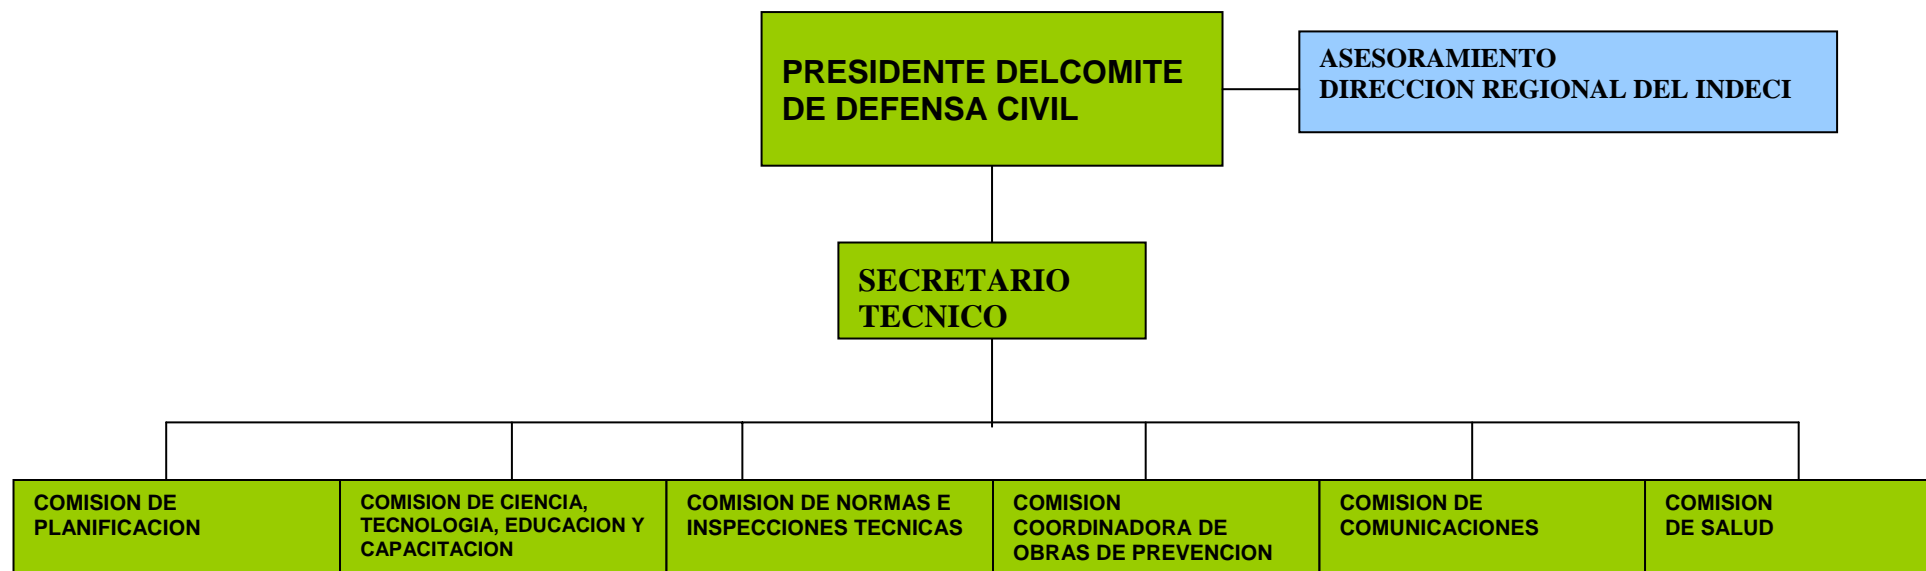 PRESIDENTE DELCOMITE
DE DEFENSA CIVIL
ASESORAMIENTO
DIRECCION REGIONAL DEL INDECI
SECRETARIO
TECNICO
COMISION DE
PLANIFICACION
COMISION DE CIENCIA,
TECNOLOGIA, EDUCACION Y
CAPACITACION
COMISION DE NORMAS E
INSPECCIONES TECNICAS
COMISION
COORDINADORA DE
OBRAS DE PREVENCION
COMISION DE
COMUNICACIONES
COMISION
DE SALUD